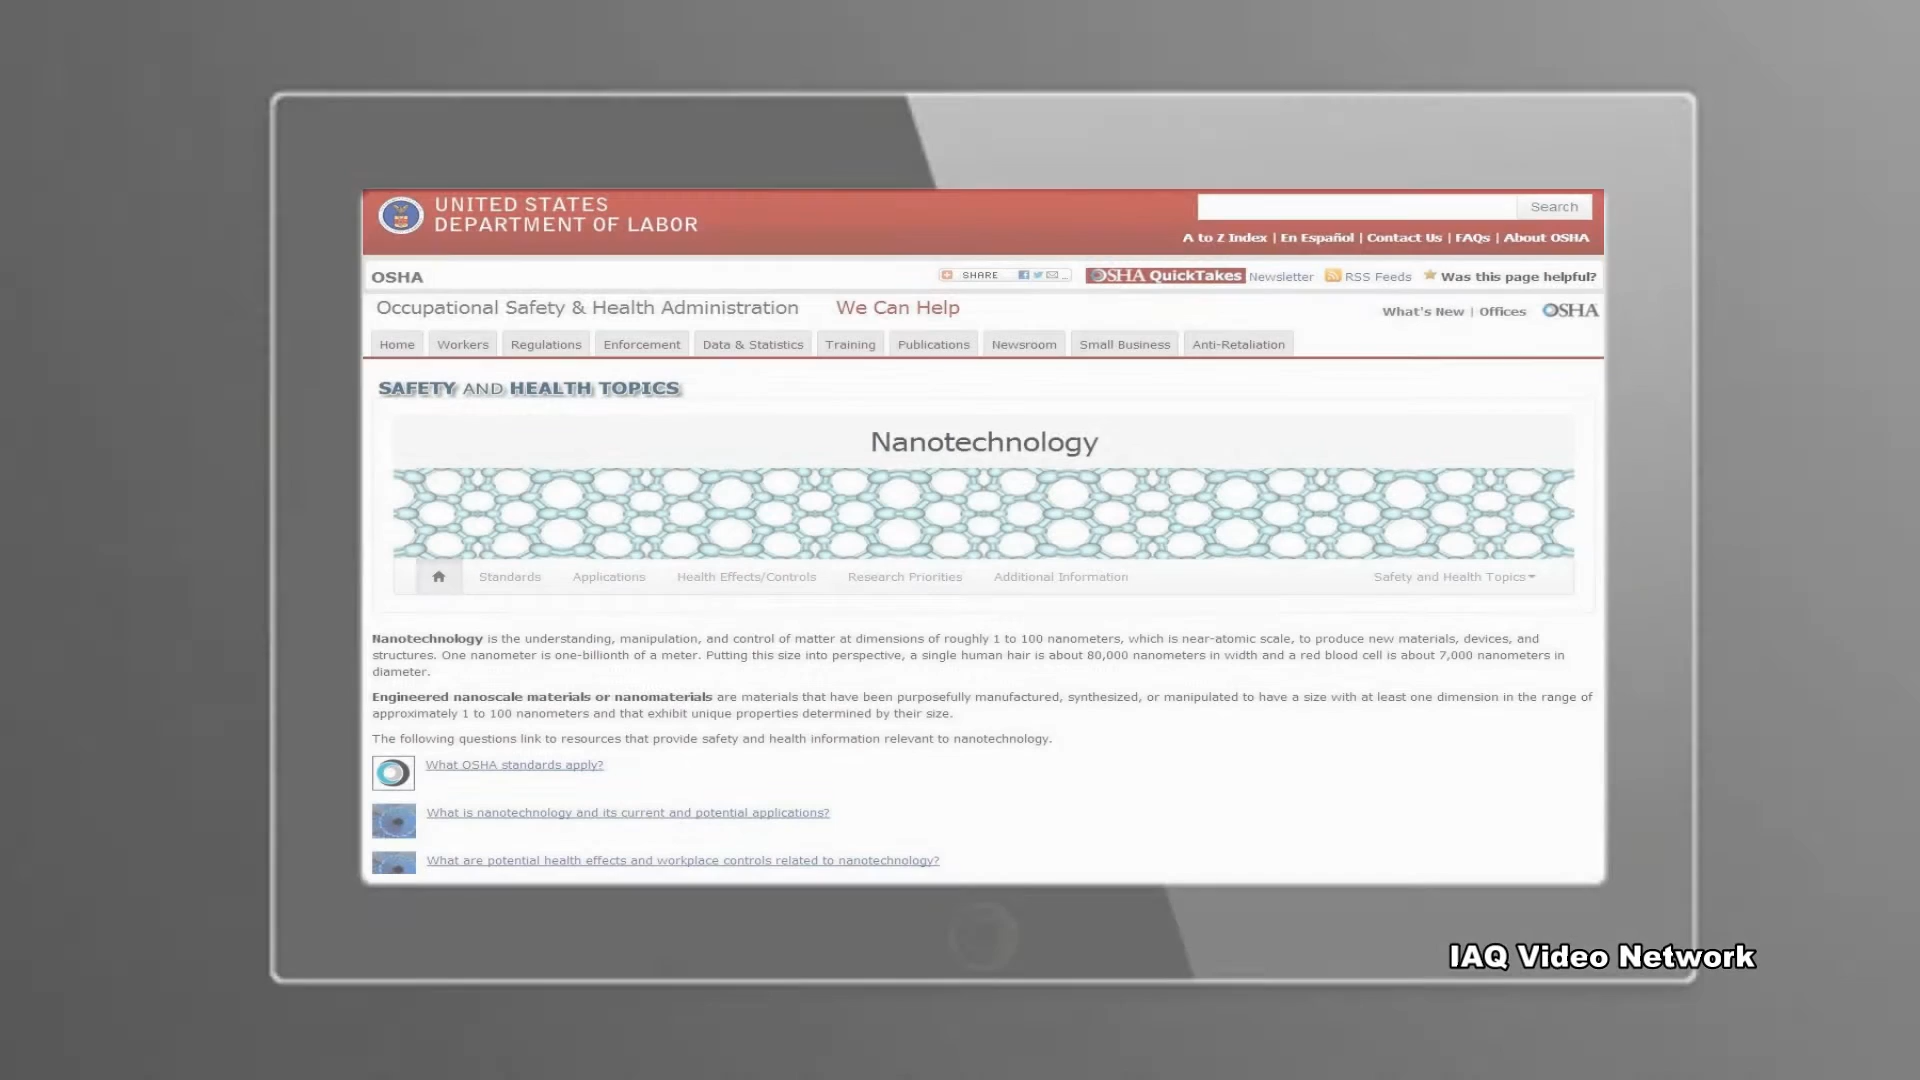 UNITED STATES
DEPARTMENT OF LABOR
Search
A to Z Index | En Español | Contact Us | FAQs | About OSHA
OSHA
SHARE
OSHA QuickTakes Newsletter RSS Feeds Was this page helpful?
Occupational Safety & Health Administration We Can Help
What's New | Offices OSHA
Home Workers Regulations Enforcement Data & Statistics Training Publications Newsroom Small Business Anti-Retaliation
SAFETY AND HEALTH TOPICS
Nanotechnology
Standards Applications Health Effects/Controls Research Priorities Additional Information Safety and Health Topics
Nanotechnology is the understanding, manipulation, and control of matter at dimensions of roughly 1 to 100 nanometers, which is near-atomic scale, to produce new materials, devices, and
structures. One nanometer is one-billionth of a meter. Putting this size into perspective, a single human hair is about 80,000 nanometers in width and a red blood cell is about 7,000 nanometers in
diameter.
Engineered nanoscale materials or nanomaterials are materials that have been purposefully manufactured, synthesized, or manipulated to have a size with at least one dimension in the range of
approximately 1 to 100 nanometers and that exhibit unique properties determined by their size.
The following questions link to resources that provide safety and health information relevant to nanotechnology.
What OSHA standards apply?
What is nanotechnology and its current and potential applications?
What are potential health effects and workplace controls related to nanotechnology?
IAQ Video Network